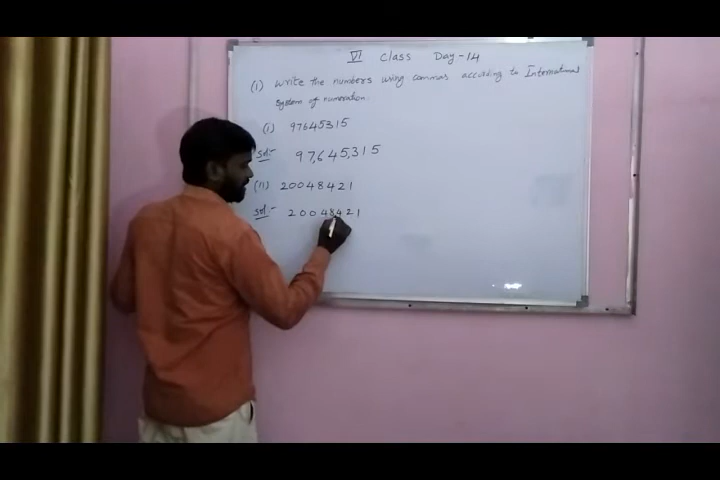 VI Class Day-14
(1) Write the numbers using commas according to International
System of numeration.
(i) 97645315
Sol:- 97,645,315
(ii) 20048421
Sol:- 20048421